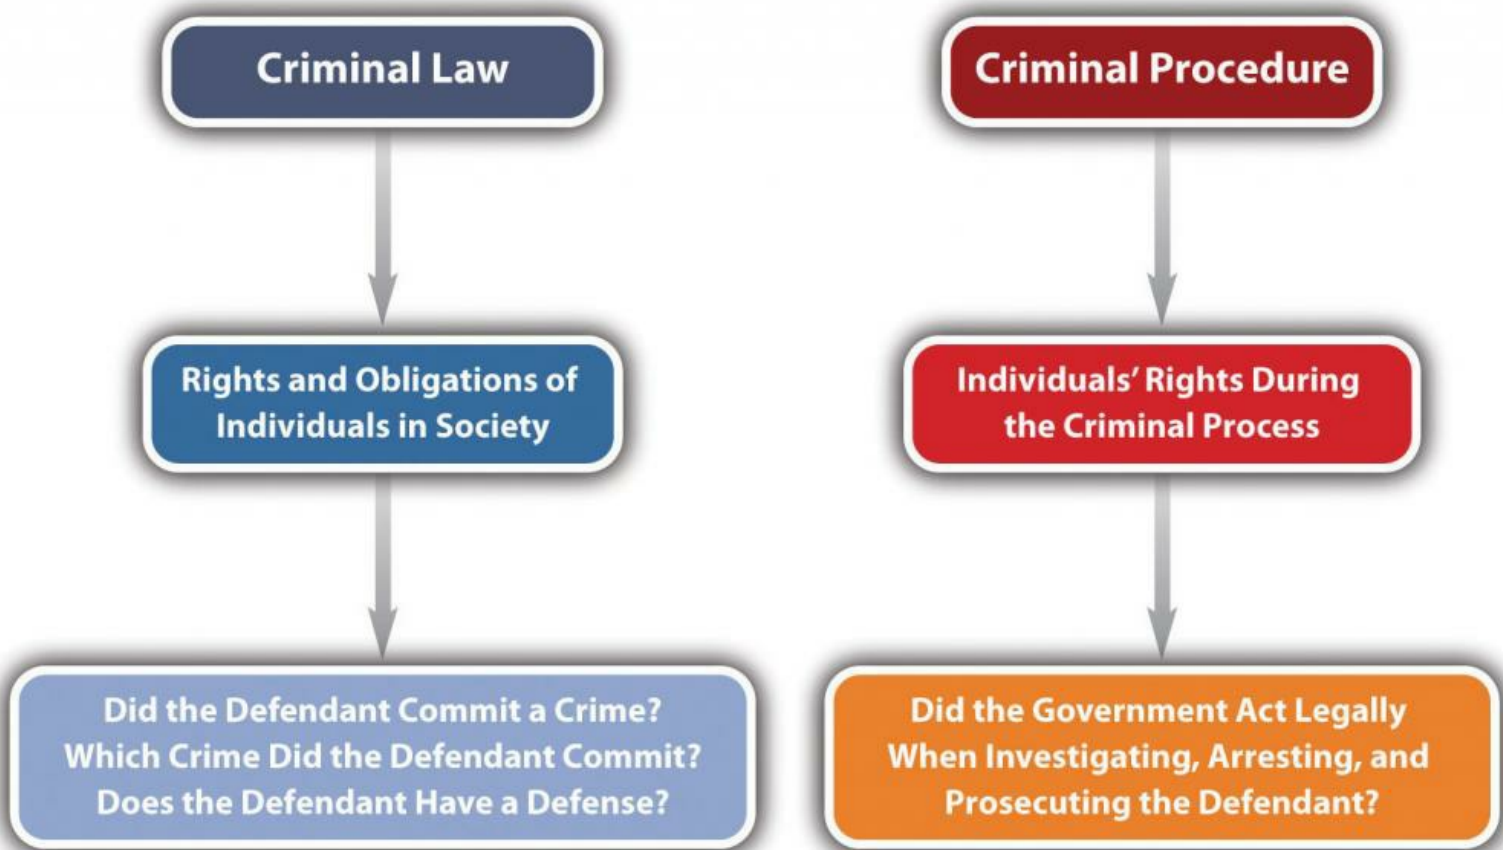 Criminal Law
Rights and Obligations of
Individuals in Society
Did the Defendant Commit a Crime?
Which Crime Did the Defendant Commit?
Does the Defendant Have a Defense?
Criminal Procedure
Individuals’ Rights During
the Criminal Process
Did the Government Act Legally
When Investigating, Arresting, and
Prosecuting the Defendant?